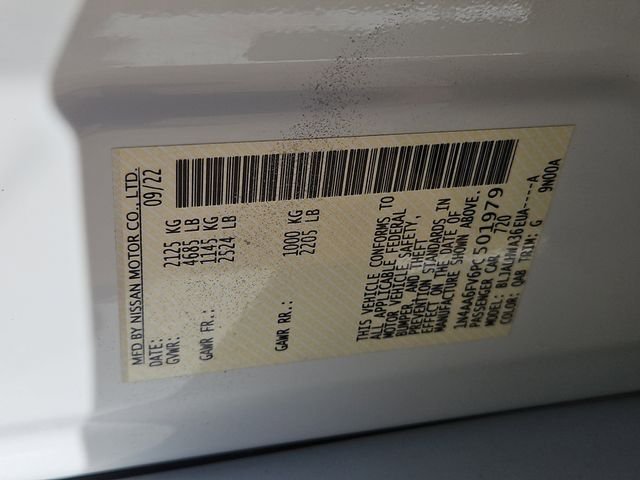 MFD BY NISSAN MOTOR CO., LTD.
DATE: 09/22
GVWR: 2125 KG
4685 LB
GAWR FR.: 1145 KG
2524 LB
GAWR RR.: 1000 KG
2205 LB
THIS VEHICLE CONFORMS TO
ALL APPLICABLE FEDERAL
MOTOR VEHICLE SAFETY,
BUMPER, AND THEFT
PREVENTION STANDARDS IN
EFFECT ON THE DATE OF
MANUFACTURE SHOWN ABOVE.
1N4AA6FV6PC501979
PASSENGER CAR 720
MODEL: BLJALUWA36EUA----A
COLOR: QAB TRIM: G 9W00A